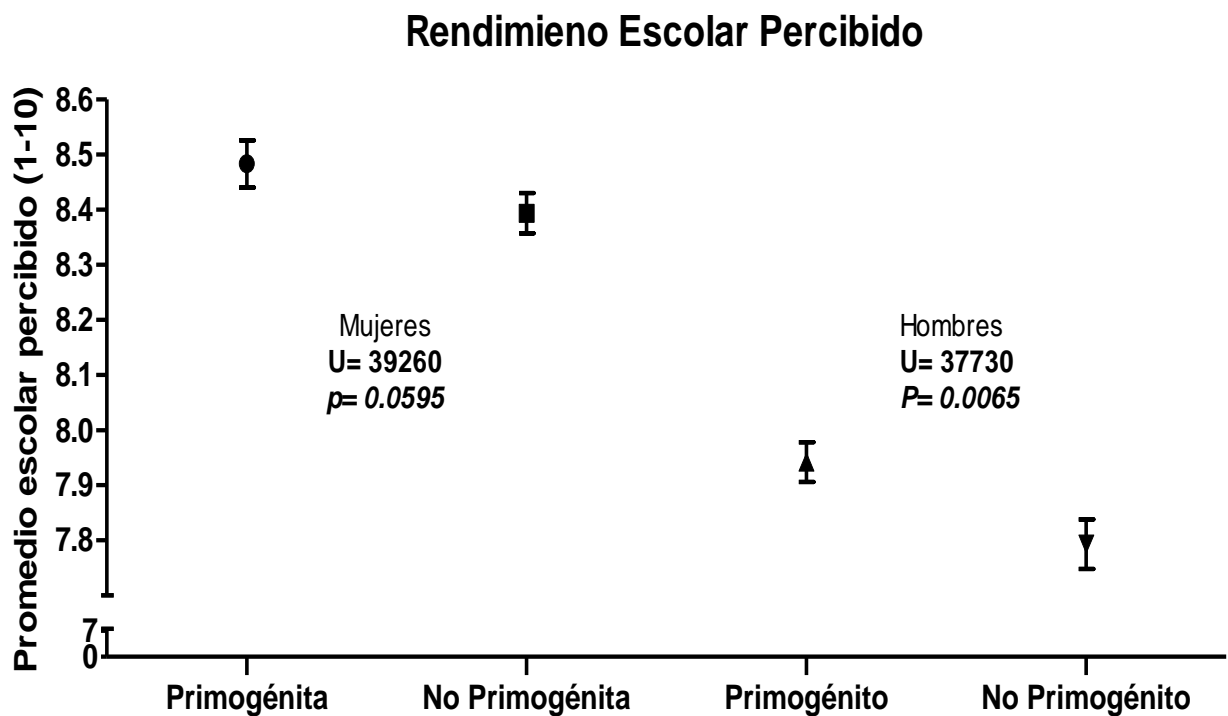 Rendimieno Escolar Percibido
Promedio escolar percibido (1-10)
8.6
8.5
8.4
8.3
8.2
8.1
8.0
7.9
7.8
7
0
Mujeres
U= 39260
p= 0.0595
Hombres
U= 37730
P= 0.0065
Primogénita
No Primogénita
Primogénito
No Primogénito